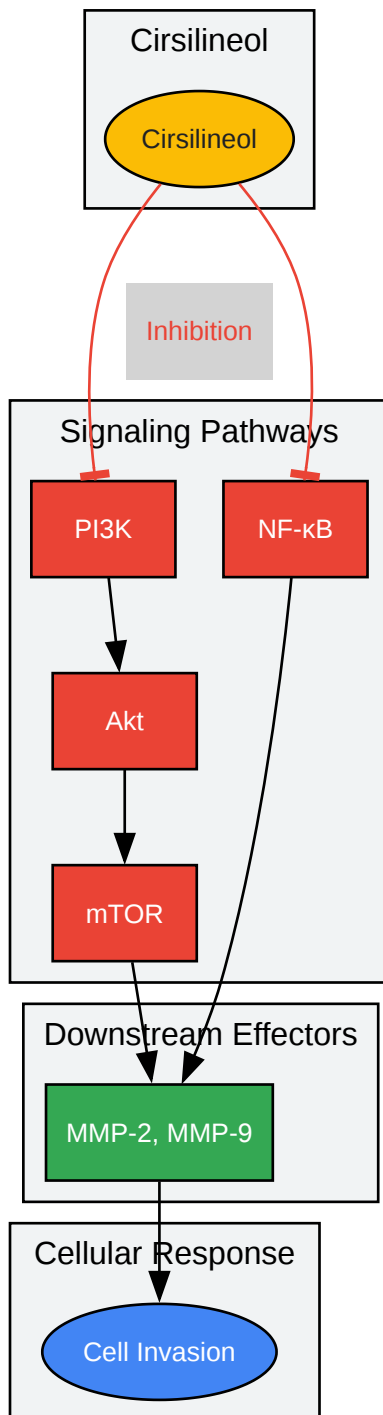 Cirsilineol
Cirsilineol
Inhibition
Signaling Pathways
PI3K
NF-κB
Akt
mTOR
Downstream Effectors
MMP-2, MMP-9
Cellular Response
Cell Invasion